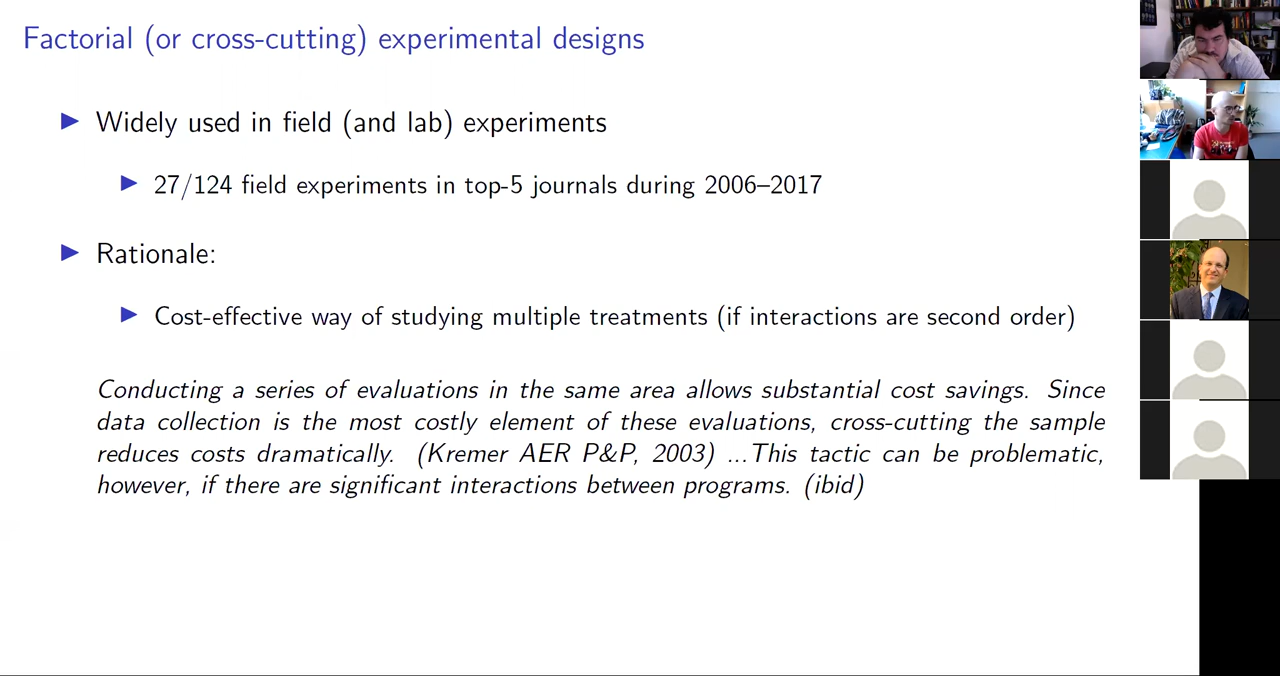 Factorial (or cross-cutting) experimental designs
Widely used in field (and lab) experiments
27/124 field experiments in top-5 journals during 2006–2017
Rationale:
Cost-effective way of studying multiple treatments (if interactions are second order)
Conducting a series of evaluations in the same area allows substantial cost savings. Since
data collection is the most costly element of these evaluations, cross-cutting the sample
reduces costs dramatically. (Kremer AER P&P, 2003) ...This tactic can be problematic,
however, if there are significant interactions between programs. (ibid)